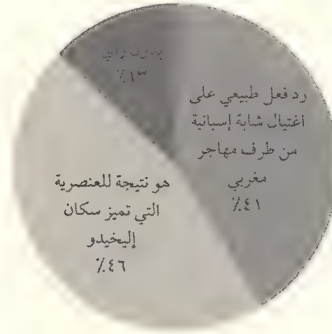 بدون رأي
١٣٪
رد فعل طبيعي على
اغتيال شابة إسبانية
من طرف مهاجر
مغربي
٤١٪
هو نتيجة للعنصرية
التي تميز سكان
إليخيدو
٤٦٪